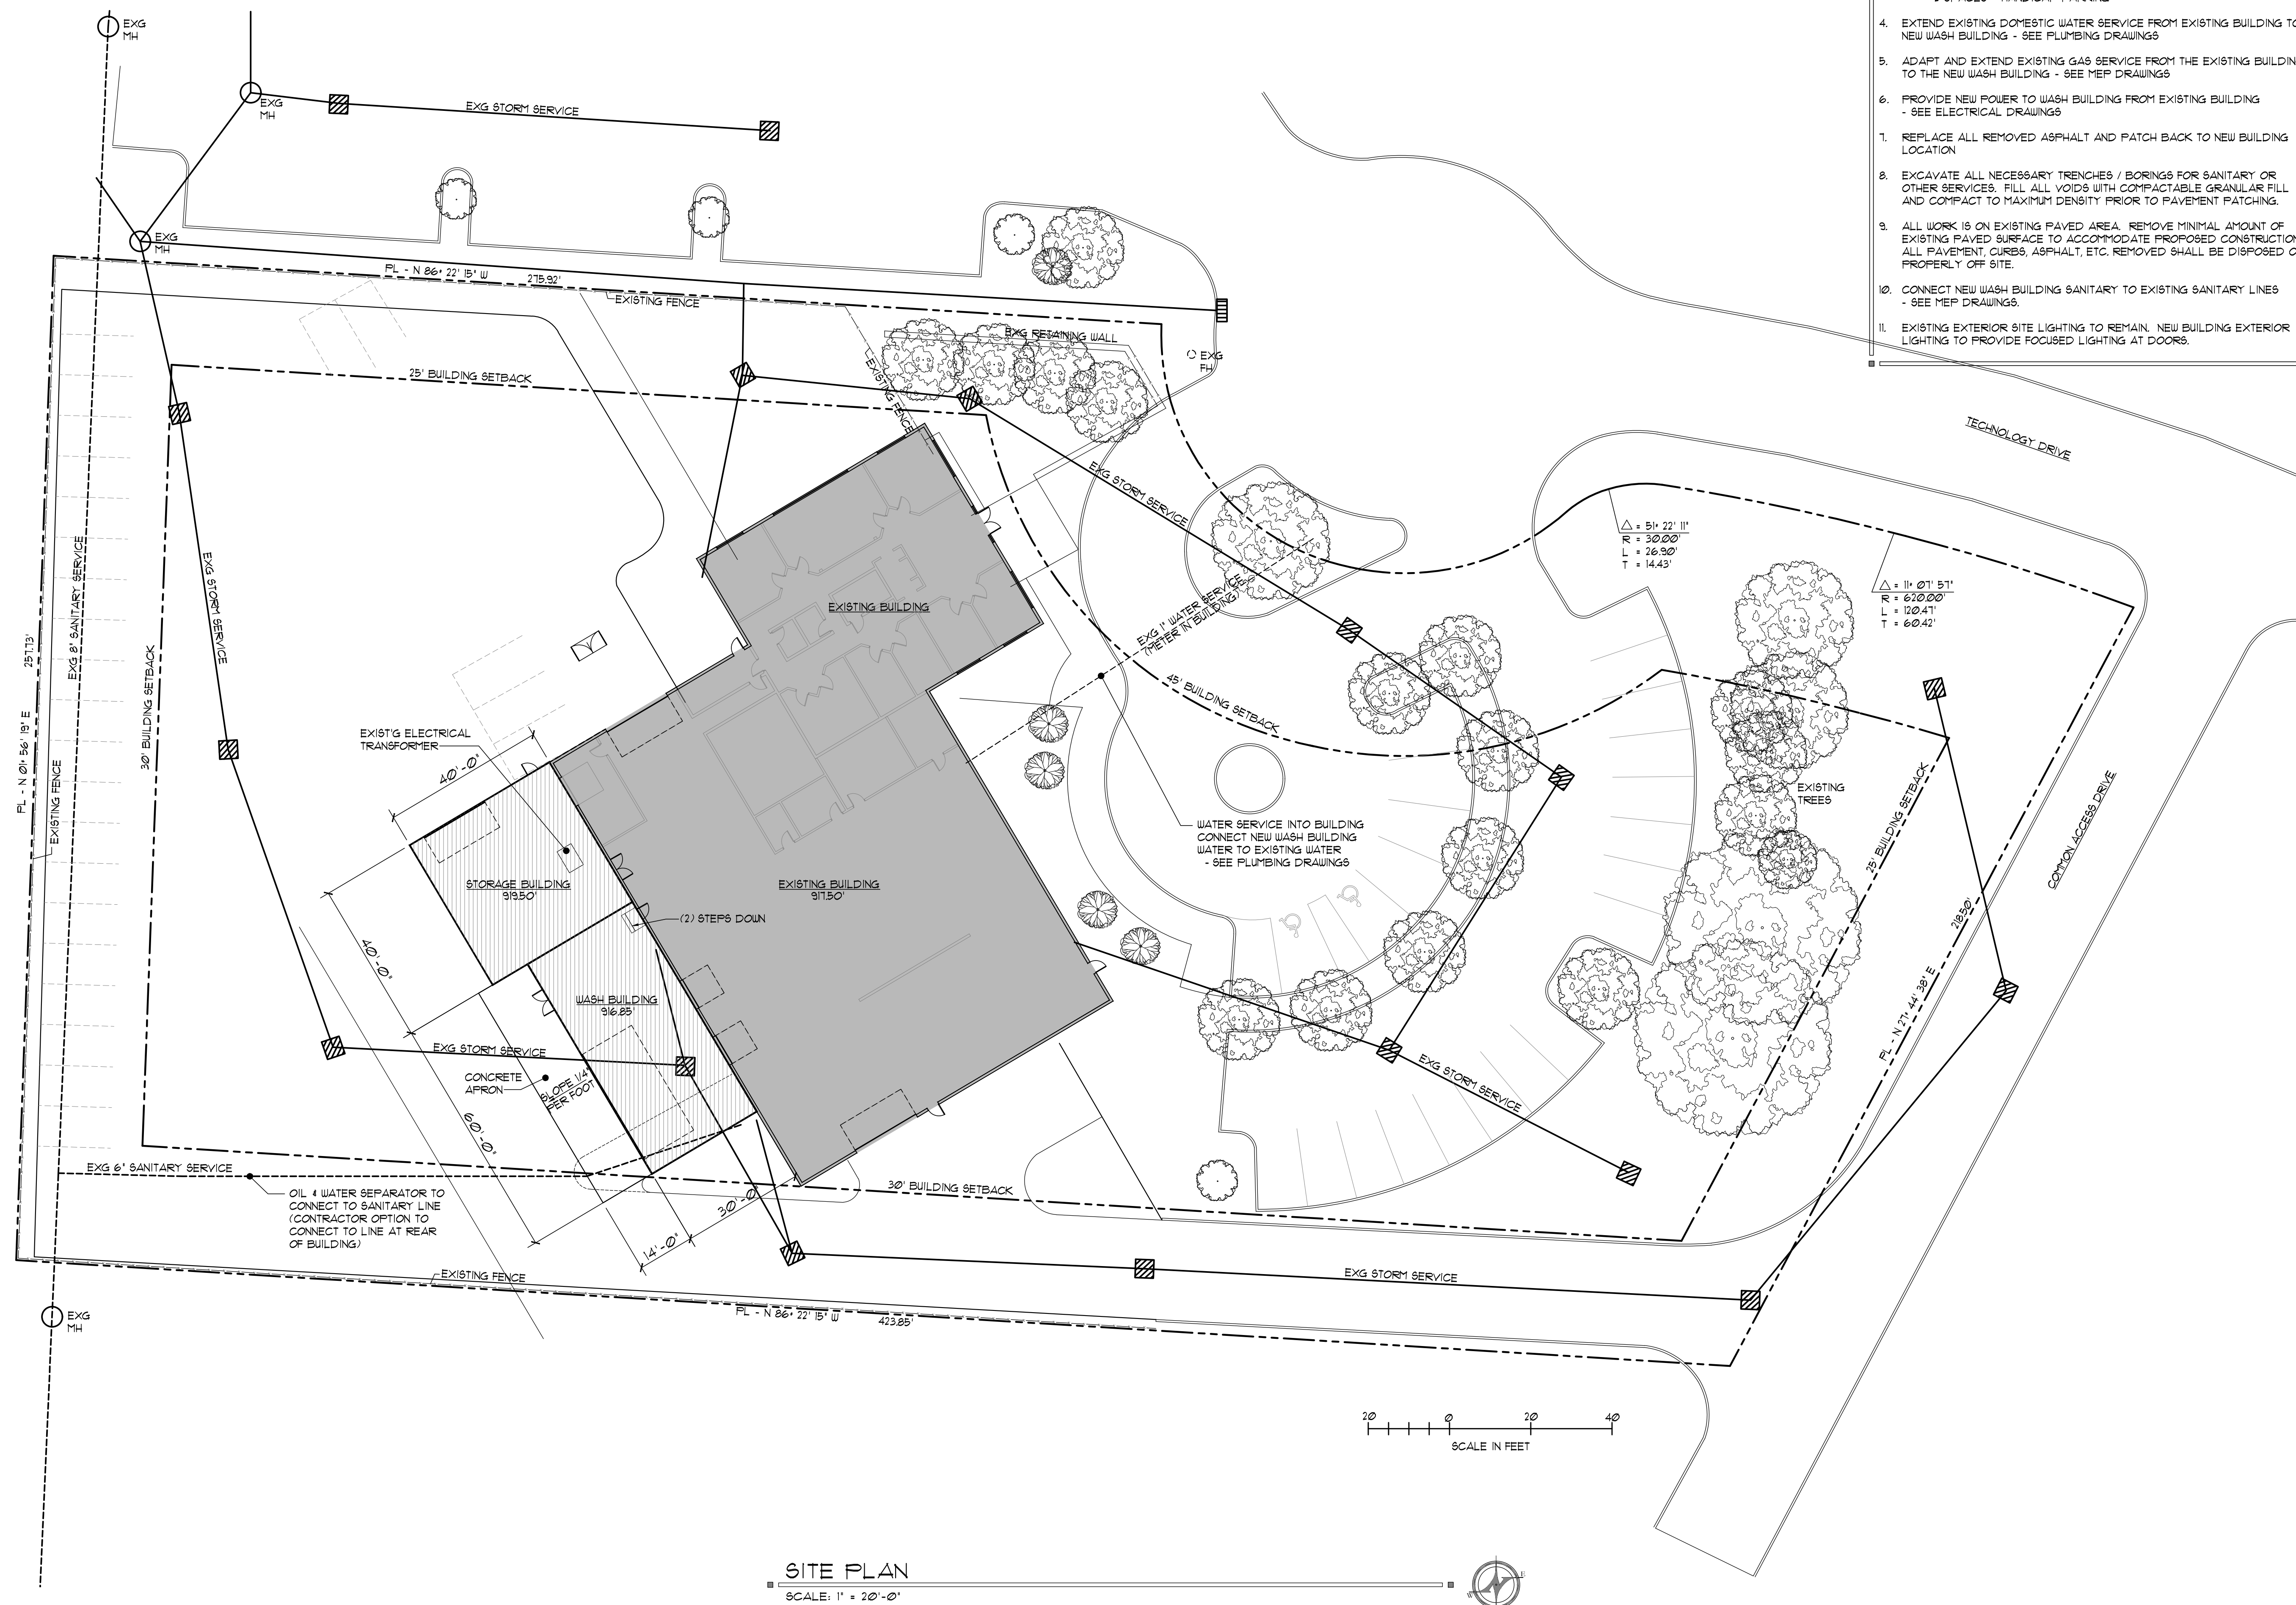 4. EXTEND EXISTING DOMESTIC WATER SERVICE FROM EXISTING BUILDING TO
NEW WASH BUILDING - SEE PLUMBING DRAWINGS
5. ADAPT AND EXTEND EXISTING GAS SERVICE FROM THE EXISTING BUILDIN
TO THE NEW WASH BUILDING - SEE MEP DRAWINGS
6. PROVIDE NEW POWER TO WASH BUILDING FROM EXISTING BUILDING
- SEE ELECTRICAL DRAWINGS
7. REPLACE ALL REMOVED ASPHALT AND PATCH BACK TO NEW BUILDING
LOCATION
8. EXCAVATE ALL NECESSARY TRENCHES / BORINGS FOR SANITARY OR
OTHER SERVICES. FILL ALL VOIDS WITH COMPACTABLE GRANULAR FILL
AND COMPACT TO MAXIMUM DENSITY PRIOR TO PAVEMENT PATCHING.
9. ALL WORK IS ON EXISTING PAVED AREA. REMOVE MINIMAL AMOUNT OF
EXISTING PAVED SURFACE TO ACCOMMODATE PROPOSED CONSTRUCTION
ALL PAVEMENT, CURBS, ASPHALT, ETC. REMOVED SHALL BE DISPOSED O
PROPERLY OFF SITE.
10. CONNECT NEW WASH BUILDING SANITARY TO EXISTING SANITARY LINES
- SEE MEP DRAWINGS.
11. EXISTING EXTERIOR SITE LIGHTING TO REMAIN. NEW BUILDING EXTERIOR
LIGHTING TO PROVIDE FOCUSED LIGHTING AT DOORS.
EXG
MH
EXG
MH
EXG STORM SERVICE
EXG
MH
PL - N 86° 22' 15" W
275.92'
EXISTING FENCE
EXG RETAINING WALL
EXG
FH
EXISTING FENCE
25' BUILDING SETBACK
TECHNOLOGY DRIVE
EXG STORM SERVICE
Δ = 51° 22' 11"
R = 30.00'
L = 26.90'
T = 14.43'
Δ = 11° 07' 57"
R = 620.00'
L = 120.47'
T = 60.42'
EXG STORM SERVICE
EXG 8" SANITARY SERVICE
257.73'
PL - N 01° 56' 19" E
EXISTING FENCE
30' BUILDING SETBACK
EXISTING BUILDING
EXG 1" WATER SERVICE
(METER IN BUILDING)
45' BUILDING SETBACK
EXIST'G ELECTRICAL
TRANSFORMER
40'-0"
EXISTING
TREES
25' BUILDING SETBACK
COMMON ACCESS DRIVE
WATER SERVICE INTO BUILDING
CONNECT NEW WASH BUILDING
WATER TO EXISTING WATER
- SEE PLUMBING DRAWINGS
STORAGE BUILDING
919.50'
EXISTING BUILDING
917.50'
(2) STEPS DOWN
218.50'
PL - N 27° 44' 38" E
40'-0"
WASH BUILDING
916.85'
EXG STORM SERVICE
CONCRETE
APRON
SLOPE 1/4"
PER FOOT
EXG STORM SERVICE
60'-0"
EXG 6" SANITARY SERVICE
OIL & WATER SEPARATOR TO
CONNECT TO SANITARY LINE
(CONTRACTOR OPTION TO
CONNECT TO LINE AT REAR
OF BUILDING)
30'-0"
14'-0"
30' BUILDING SETBACK
EXISTING FENCE
EXG STORM SERVICE
EXG
MH
PL - N 86° 22' 15" W
423.85'
20 0 20 40
SCALE IN FEET
SITE PLAN
SCALE: 1" = 20'-0"
N